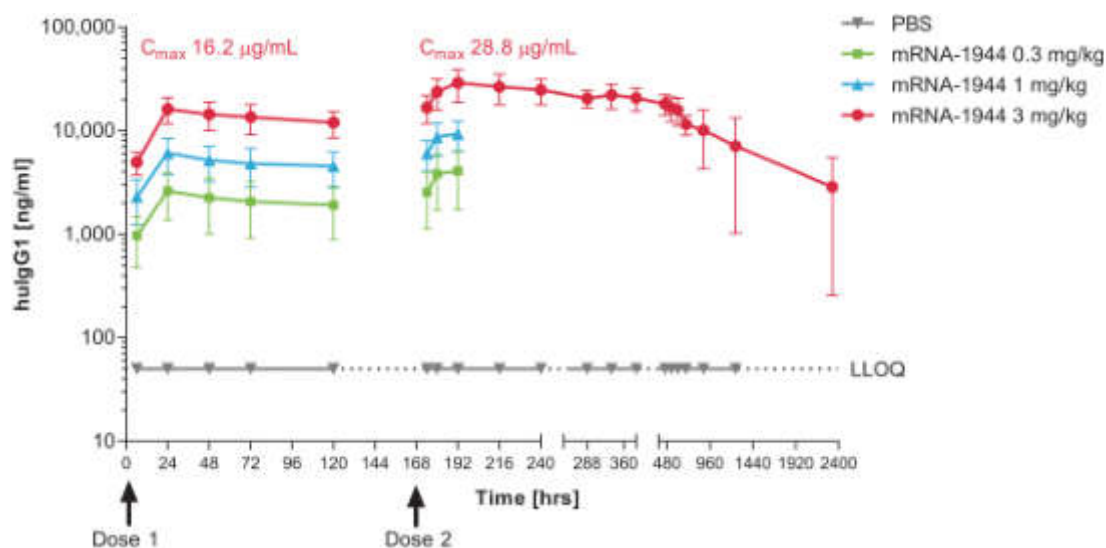 100,000
10,000
1,000
100
10
huIgG1 [ng/ml]
Cmax 16.2 μg/mL
Cmax 28.8 μg/mL
PBS
mRNA-1944 0.3 mg/kg
mRNA-1944 1 mg/kg
mRNA-1944 3 mg/kg
LLOQ
0 24 48 72 96 120 144 168 192 216 240 288 360 480 960 1440 1920 2400
Time [hrs]
Dose 1
Dose 2